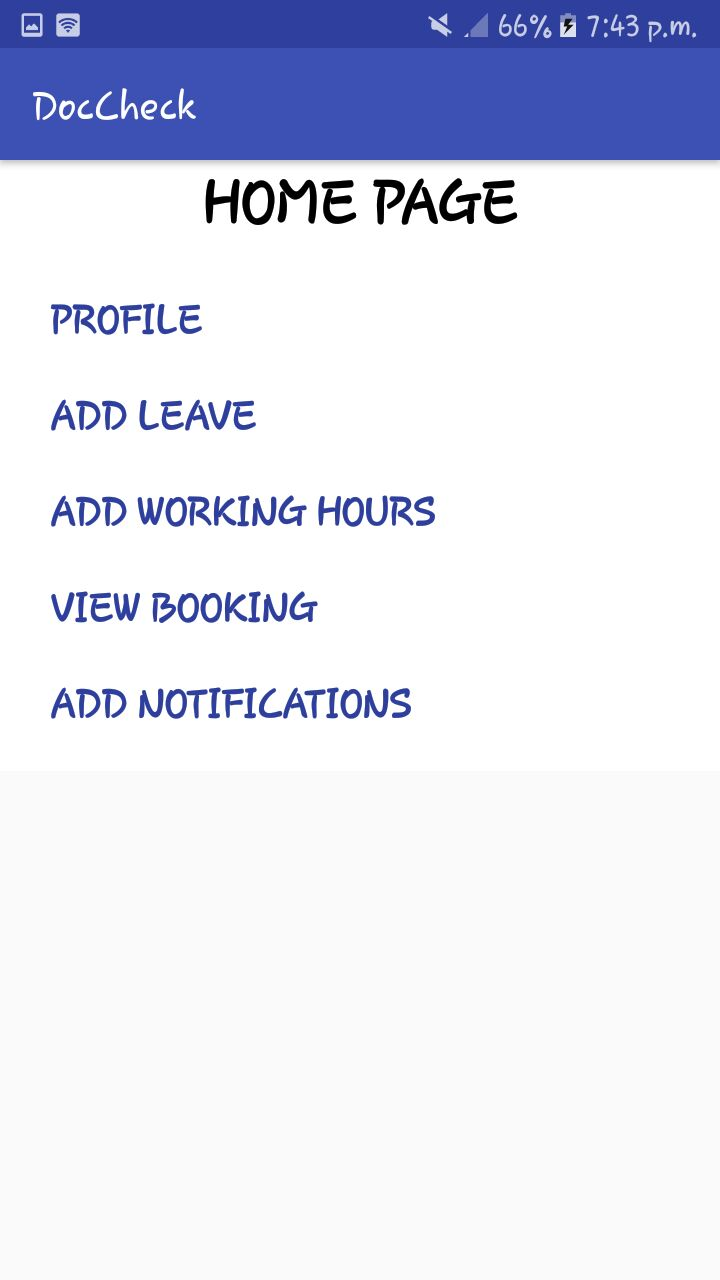 66% 7:43 p.m.
DocCheck
HOME PAGE
PROFILE
ADD LEAVE
ADD WORKING HOURS
VIEW BOOKING
ADD NOTIFICATIONS